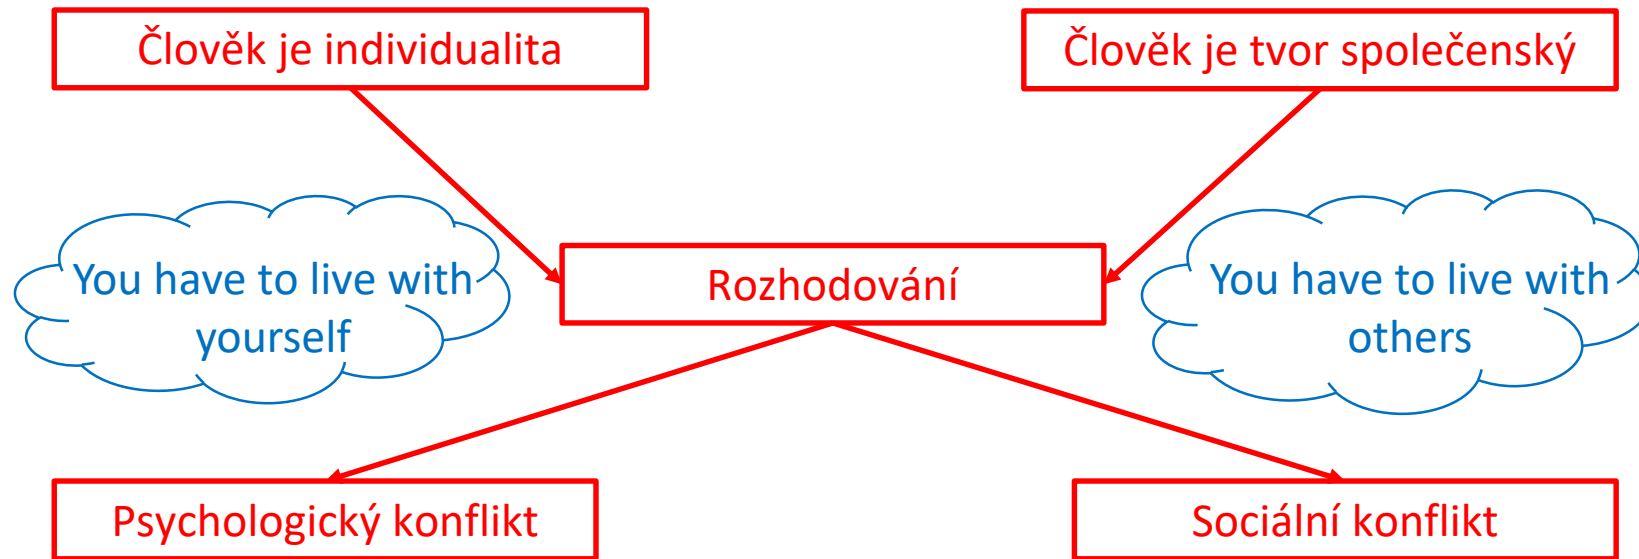 Člověk je individualita
Člověk je tvor společenský
You have to live with
yourself
Rozhodování
You have to live with
others
Psychologický konflikt
Sociální konflikt